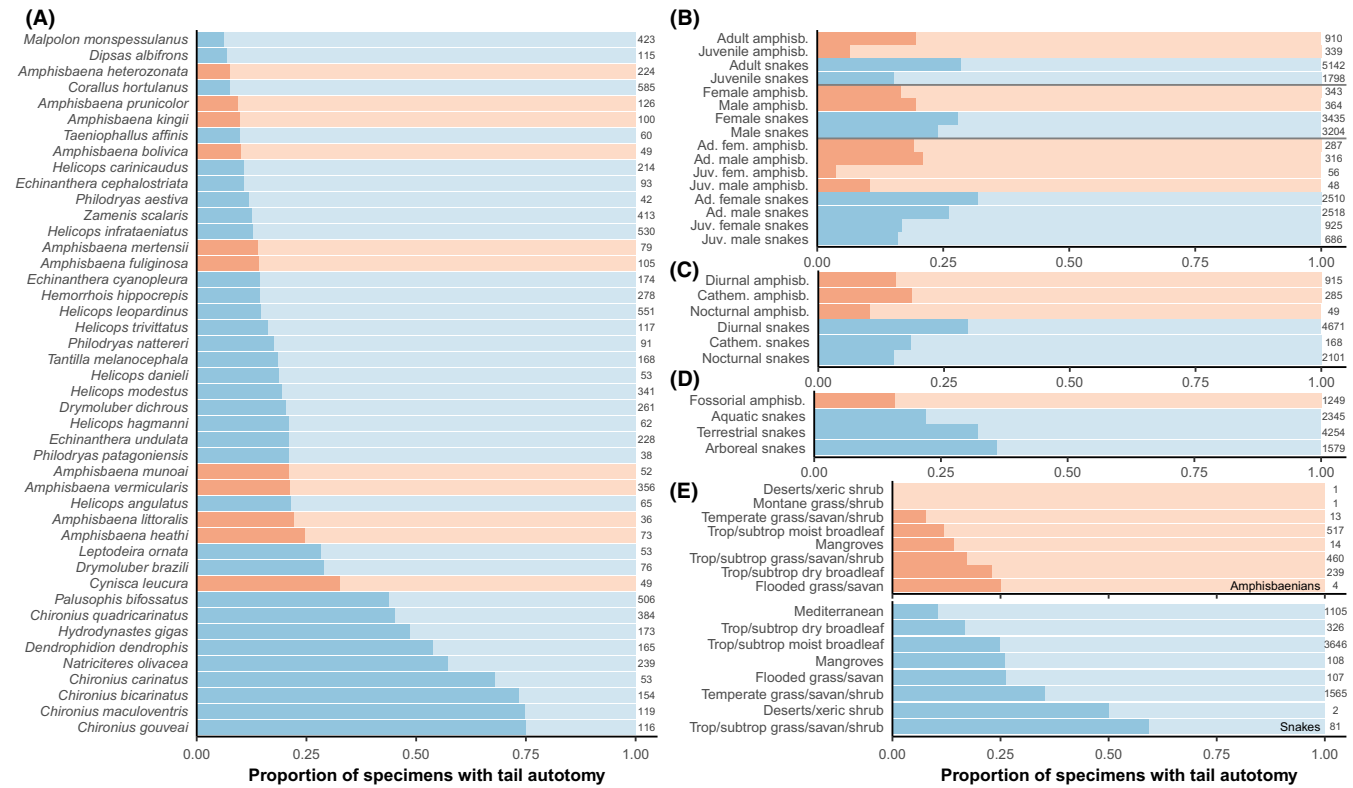 (A)
Malpolon monspessulanus 423
Dipsas albifrons 115
Amphisbaena heterozonata 224
Corallus hortulanus 585
Amphisbaena prunicolor 126
Amphisbaena kingii 100
Taeniophallus affinis 60
Amphisbaena bolivica 49
Helicops carinicaudus 214
Echinanthera cephalostriata 93
Philodryas aestiva 42
Zamenis scalaris 413
Helicops infrataeniatus 530
Amphisbaena mertensii 79
Amphisbaena fuliginosa 105
Echinanthera cyanopleura 174
Hemorrhois hippocrepis 278
Helicops leopardinus 551
Helicops trivittatus 117
Philodryas nattereri 91
Tantilla melanocephala 168
Helicops danieli 53
Helicops modestus 341
Drymoluber dichrous 261
Helicops hagmanni 62
Echinanthera undulata 228
Philodryas patagoniensis 38
Amphisbaena munoai 52
Amphisbaena vermicularis 356
Helicops angulatus 65
Amphisbaena littoralis 36
Amphisbaena heathi 73
Leptodeira ornata 53
Drymoluber brazili 76
Cynisca leucura 49
Palusophis bifossatus 506
Chironius quadricarinatus 384
Hydrodynastes gigas 173
Dendrophidion dendrophis 165
Natriciteres olivacea 239
Chironius carinatus 53
Chironius bicarinatus 154
Chironius maculoventris 119
Chironius gouveai 116
0.00 0.25 0.50 0.75 1.00
Proportion of specimens with tail autotomy
(B)
Adult amphisb. 910
Juvenile amphisb. 339
Adult snakes 5142
Juvenile snakes 1798
Female amphisb. 343
Male amphisb. 364
Female snakes 3435
Male snakes 3204
Ad. fem. amphisb. 287
Ad. male amphisb. 316
Juv. fem. amphisb. 56
Juv. male amphisb. 48
Ad. female snakes 2510
Ad. male snakes 2518
Juv. female snakes 925
Juv. male snakes 686
0.00 0.25 0.50 0.75 1.00
(C)
Diurnal amphisb. 915
Cathem. amphisb. 285
Nocturnal amphisb. 49
Diurnal snakes 4671
Cathem. snakes 168
Nocturnal snakes 2101
0.00 0.25 0.50 0.75 1.00
(D)
Fossorial amphisb. 1249
Aquatic snakes 2345
Terrestrial snakes 4254
Arboreal snakes 1579
0.00 0.25 0.50 0.75 1.00
(E)
Deserts/xeric shrub 1
Montane grass/shrub 1
Temperate grass/savan/shrub 13
Trop/subtrop moist broadleaf 517
Mangroves 14
Trop/subtrop grass/savan/shrub 460
Trop/subtrop dry broadleaf 239
Flooded grass/savan Amphisbaenians 4
Mediterranean 1105
Trop/subtrop dry broadleaf 326
Trop/subtrop moist broadleaf 3646
Mangroves 108
Flooded grass/savan 107
Temperate grass/savan/shrub 1565
Deserts/xeric shrub 2
Trop/subtrop grass/savan/shrub Snakes 81
0.00 0.25 0.50 0.75 1.00
Proportion of specimens with tail autotomy